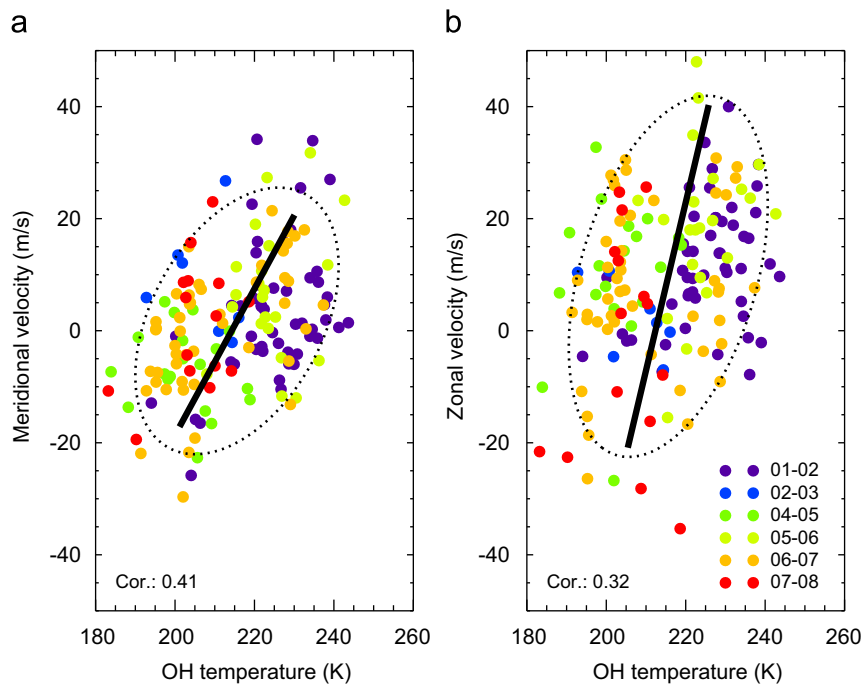 a
b
Meridional velocity (m/s)
40
20
0
-20
-40
Cor.: 0.41
180 200 220 240 260
OH temperature (K)
Zonal velocity (m/s)
40
20
0
-20
-40
01-02
02-03
04-05
05-06
06-07
07-08
Cor.: 0.32
180 200 220 240 260
OH temperature (K)